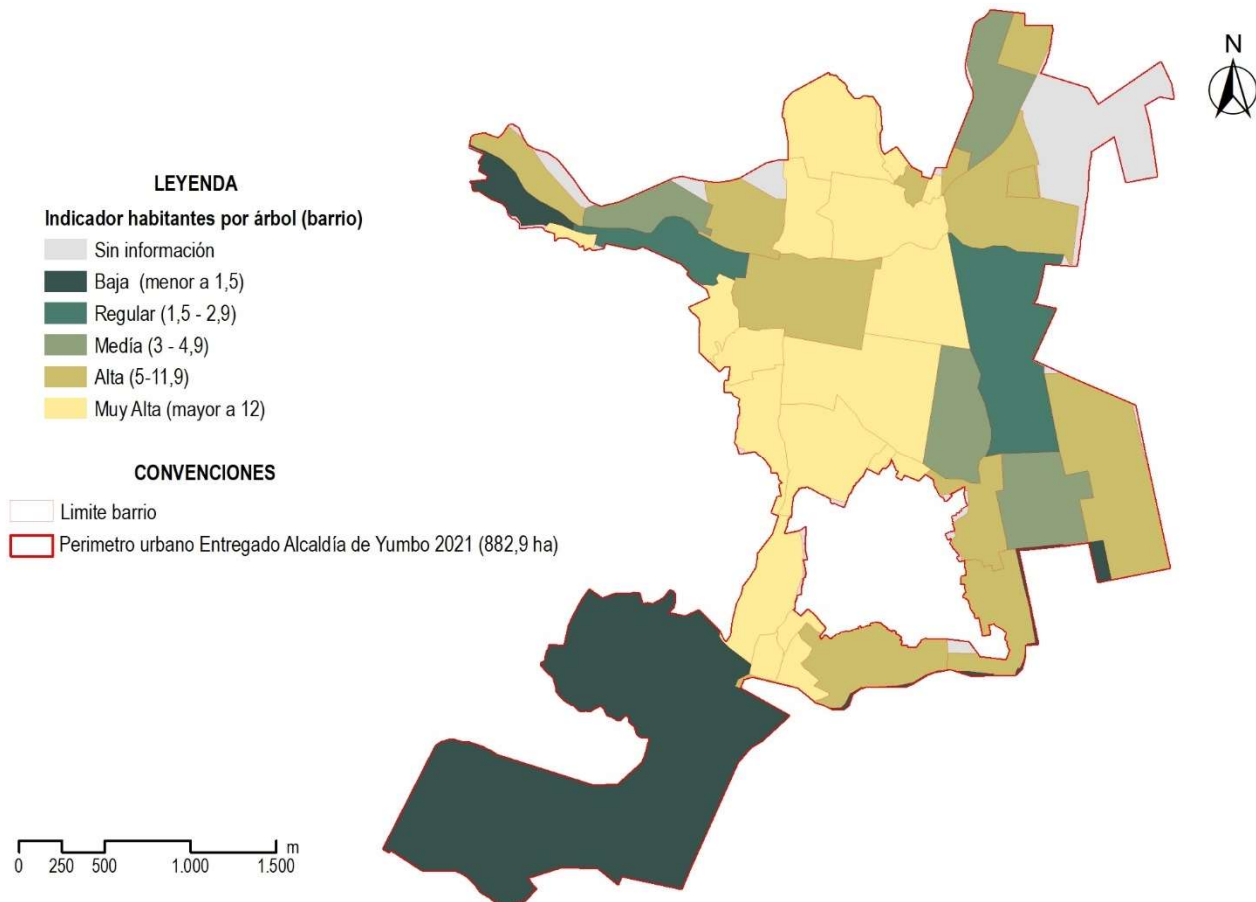 N
LEYENDA
Indicador habitantes por árbol (barrio)
Sin información
Baja (menor a 1,5)
Regular (1,5 - 2,9)
Medía (3 - 4,9)
Alta (5-11,9)
Muy Alta (mayor a 12)
CONVENCIONES
Limite barrio
Perimetro urbano Entregado Alcaldía de Yumbo 2021 (882,9 ha)
m
0 250 500 1.000 1.500